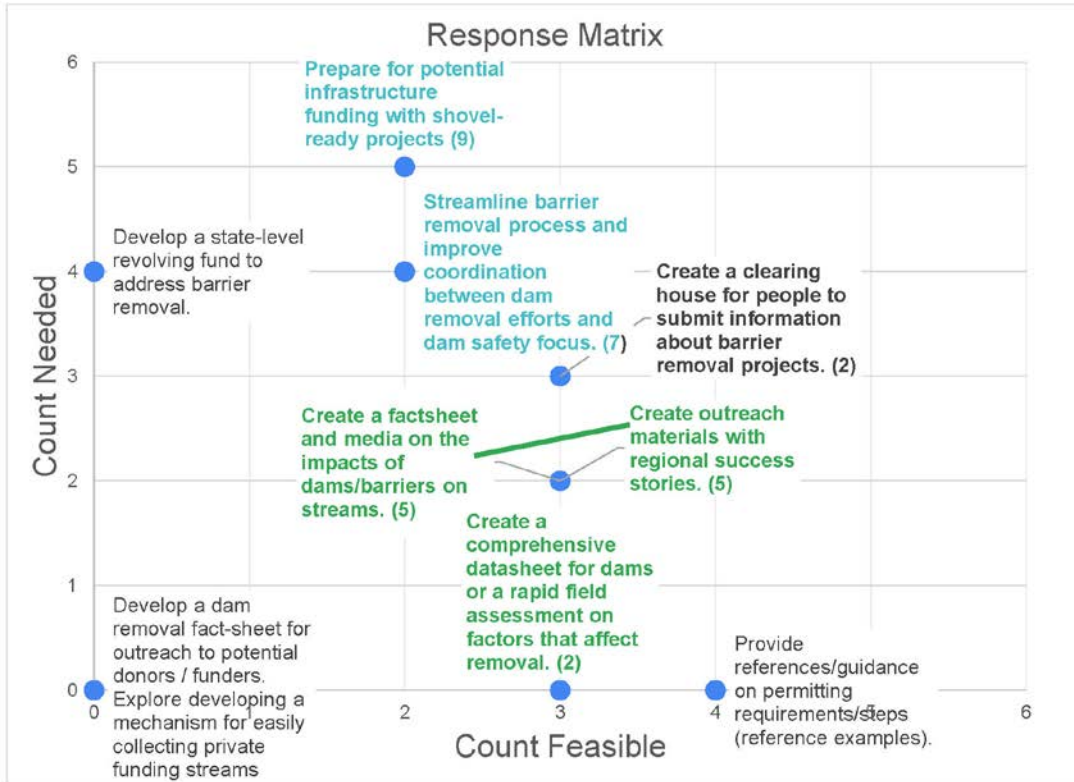 Response Matrix
6
Prepare for potential
infrastructure
funding with shovel-
ready projects (9)
5
Streamline barrier
removal process and
improve
coordination
between dam
removal efforts and
dam safety focus. (7)
Develop a state-level
revolving fund to
address barrier
removal.
4
Create a clearing
house for people to
submit information
about barrier
removal projects. (2)
3
Create a factsheet
and media on the
impacts of
dams/barriers on
streams. (5)
Create outreach
materials with
regional success
stories. (5)
2
Create a
comprehensive
datasheet for dams
or a rapid field
assessment on
factors that affect
removal. (2)
1
Develop a dam
removal fact-sheet for
outreach to potential
donors / funders.
Explore developing a
mechanism for easily
collecting private
funding streams
Provide
references/guidance
on permitting
requirements/steps
(reference examples).
0
0 2 3 4 5 6
Count Needed
Count Feasible